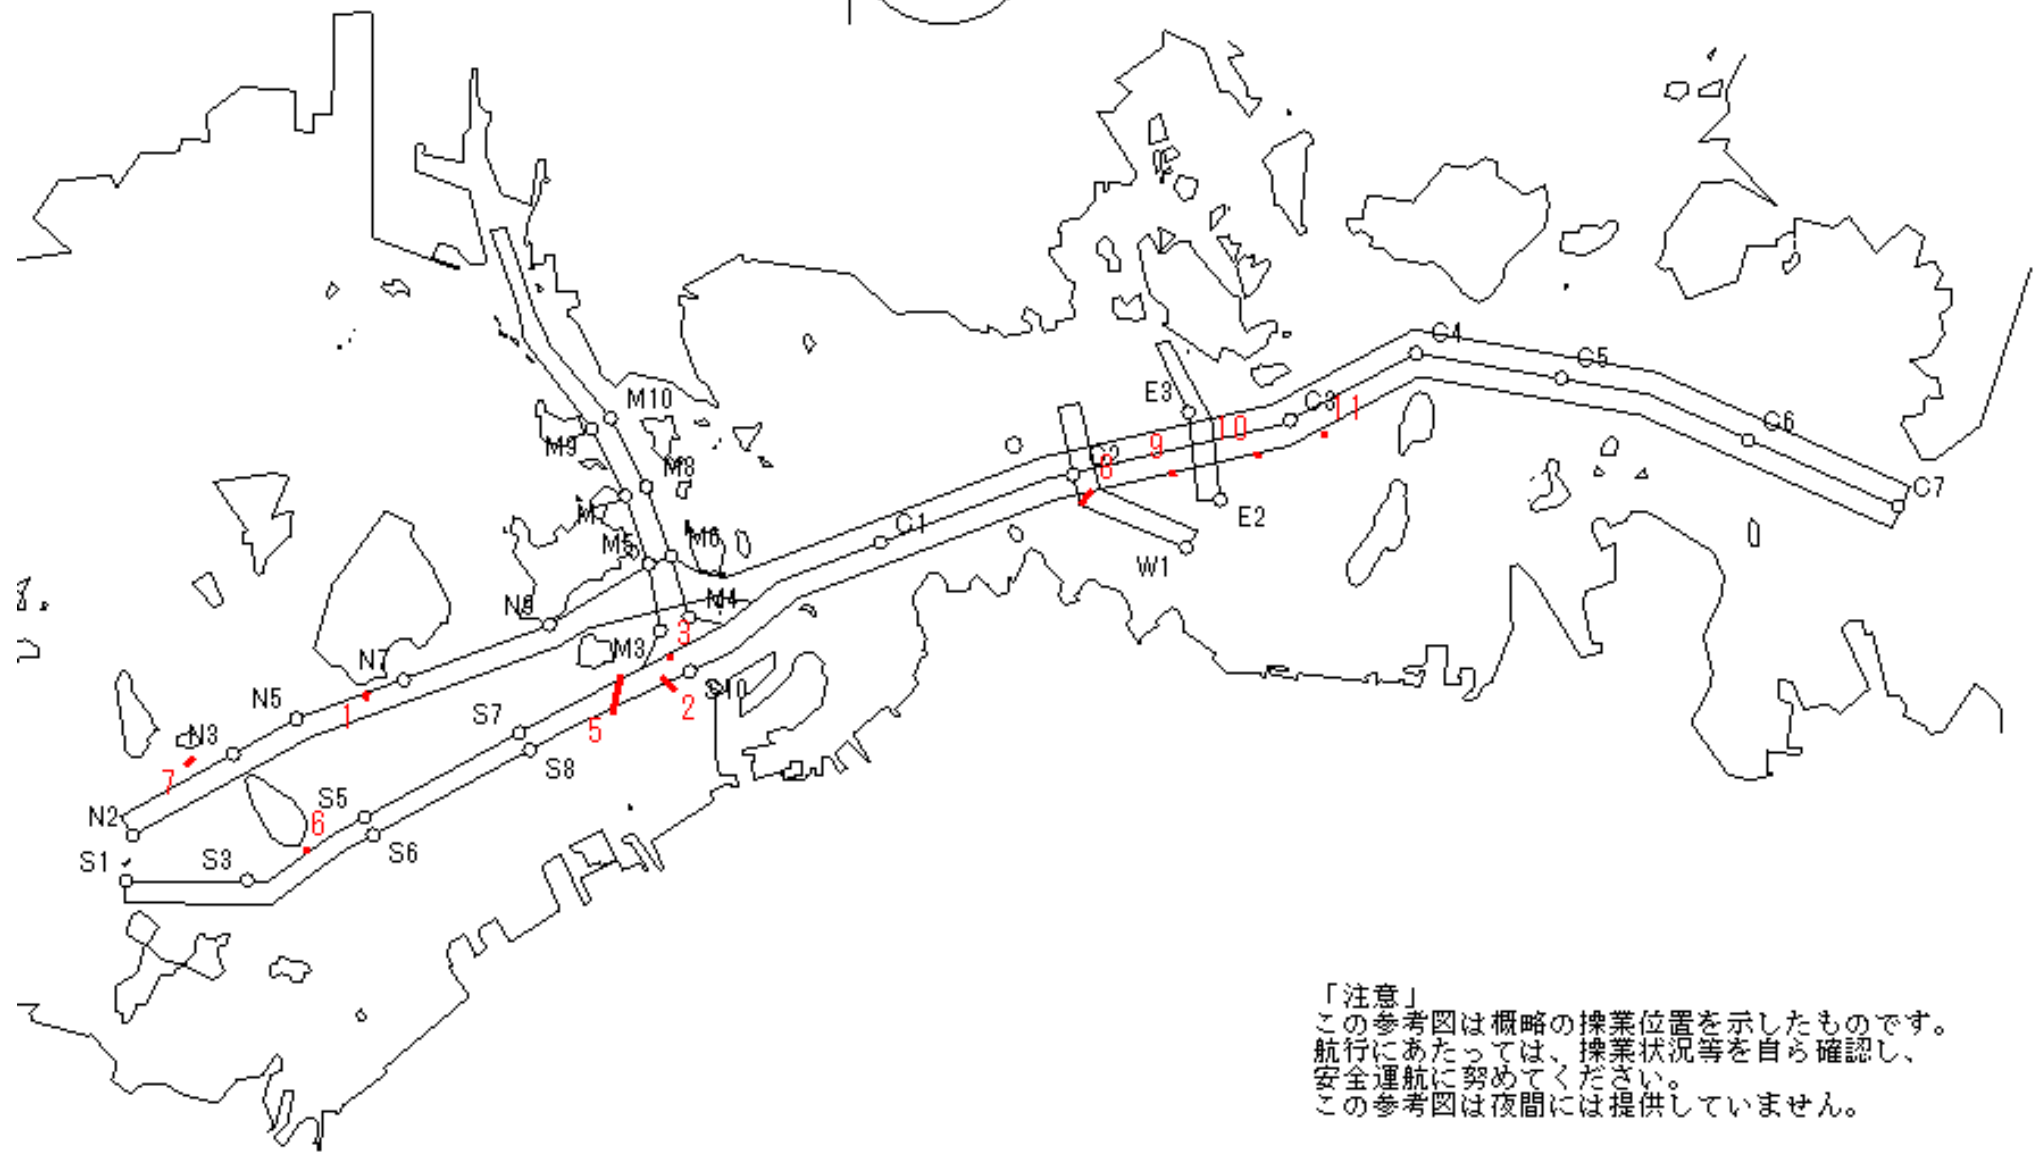 C4
C5
M10
E3
C3
11
C6
10
M9
9
C2
8
M8
C7
M7
E2
C1
M6
M5
W1
N9
M4
3
M3
N7
S10
N5
1
2
S7
5
N3
S8
7
S5
N2
6
S6
S1
S3
「注意」
この参考図は概略の操業位置を示したものです。
航行にあたっては、操業状況等を自ら確認し、
安全運航に努めてください。
この参考図は夜間には提供していません。